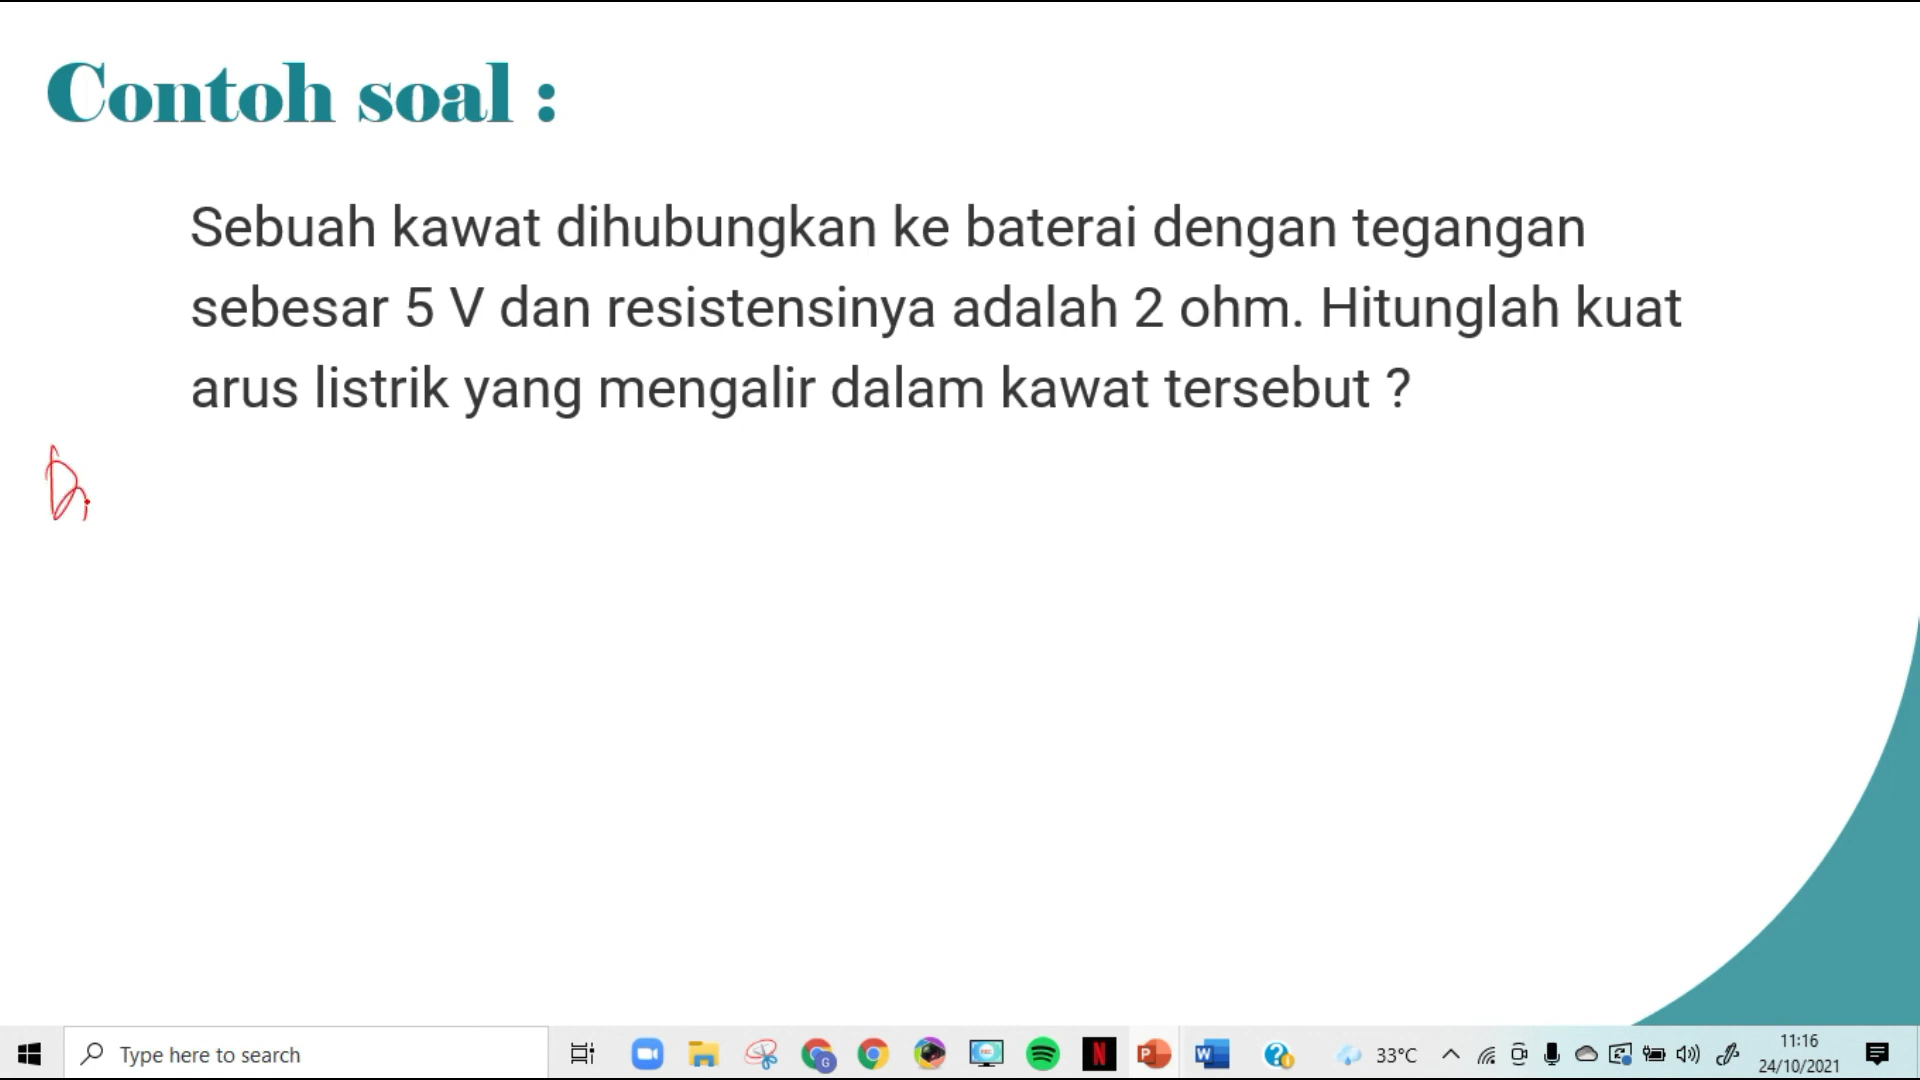 Contoh soal :
Sebuah kawat dihubungkan ke baterai dengan tegangan
sebesar 5 V dan resistensinya adalah 2 ohm. Hitunglah kuat
arus listrik yang mengalir dalam kawat tersebut ?
Di
Type here to search
33°C
11:16
24/10/2021